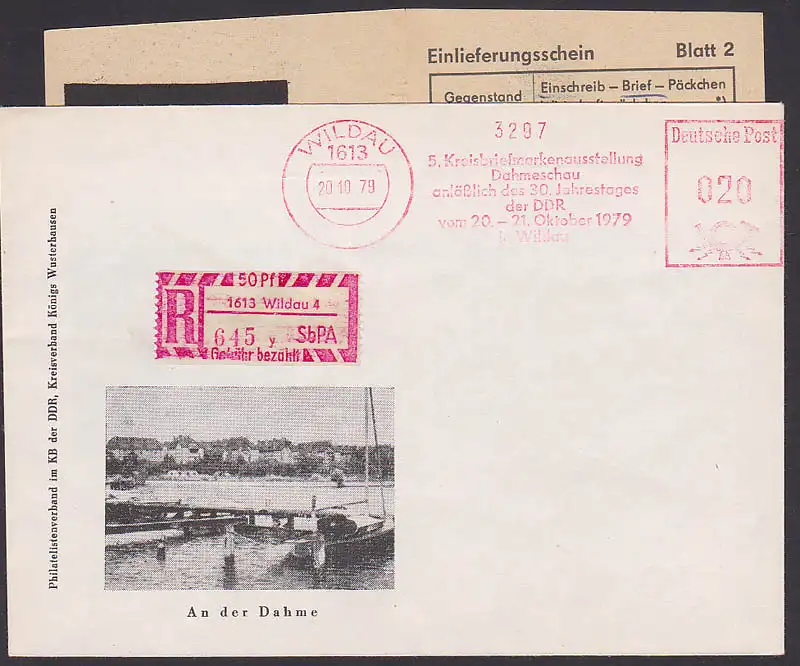 Einlieferungsschein Blatt 2
Gegenstand
Einschreib – Brief – Päckchen
WILDAU
1613
20.10.79
3207
5. Kreisbriefmarkenausstellung
Dahmeschau
anläßlich des 30. Jahrestages
der DDR
vom 20. – 21. Oktober 1979
in Wildau
Deutsche Post
020
50 Pf
R
1613 Wildau 4
645 y SbPA
Gebühr bezahlt
Philatelistenverband im KB der DDR, Kreisverband Königs Wusterhausen
An der Dahme